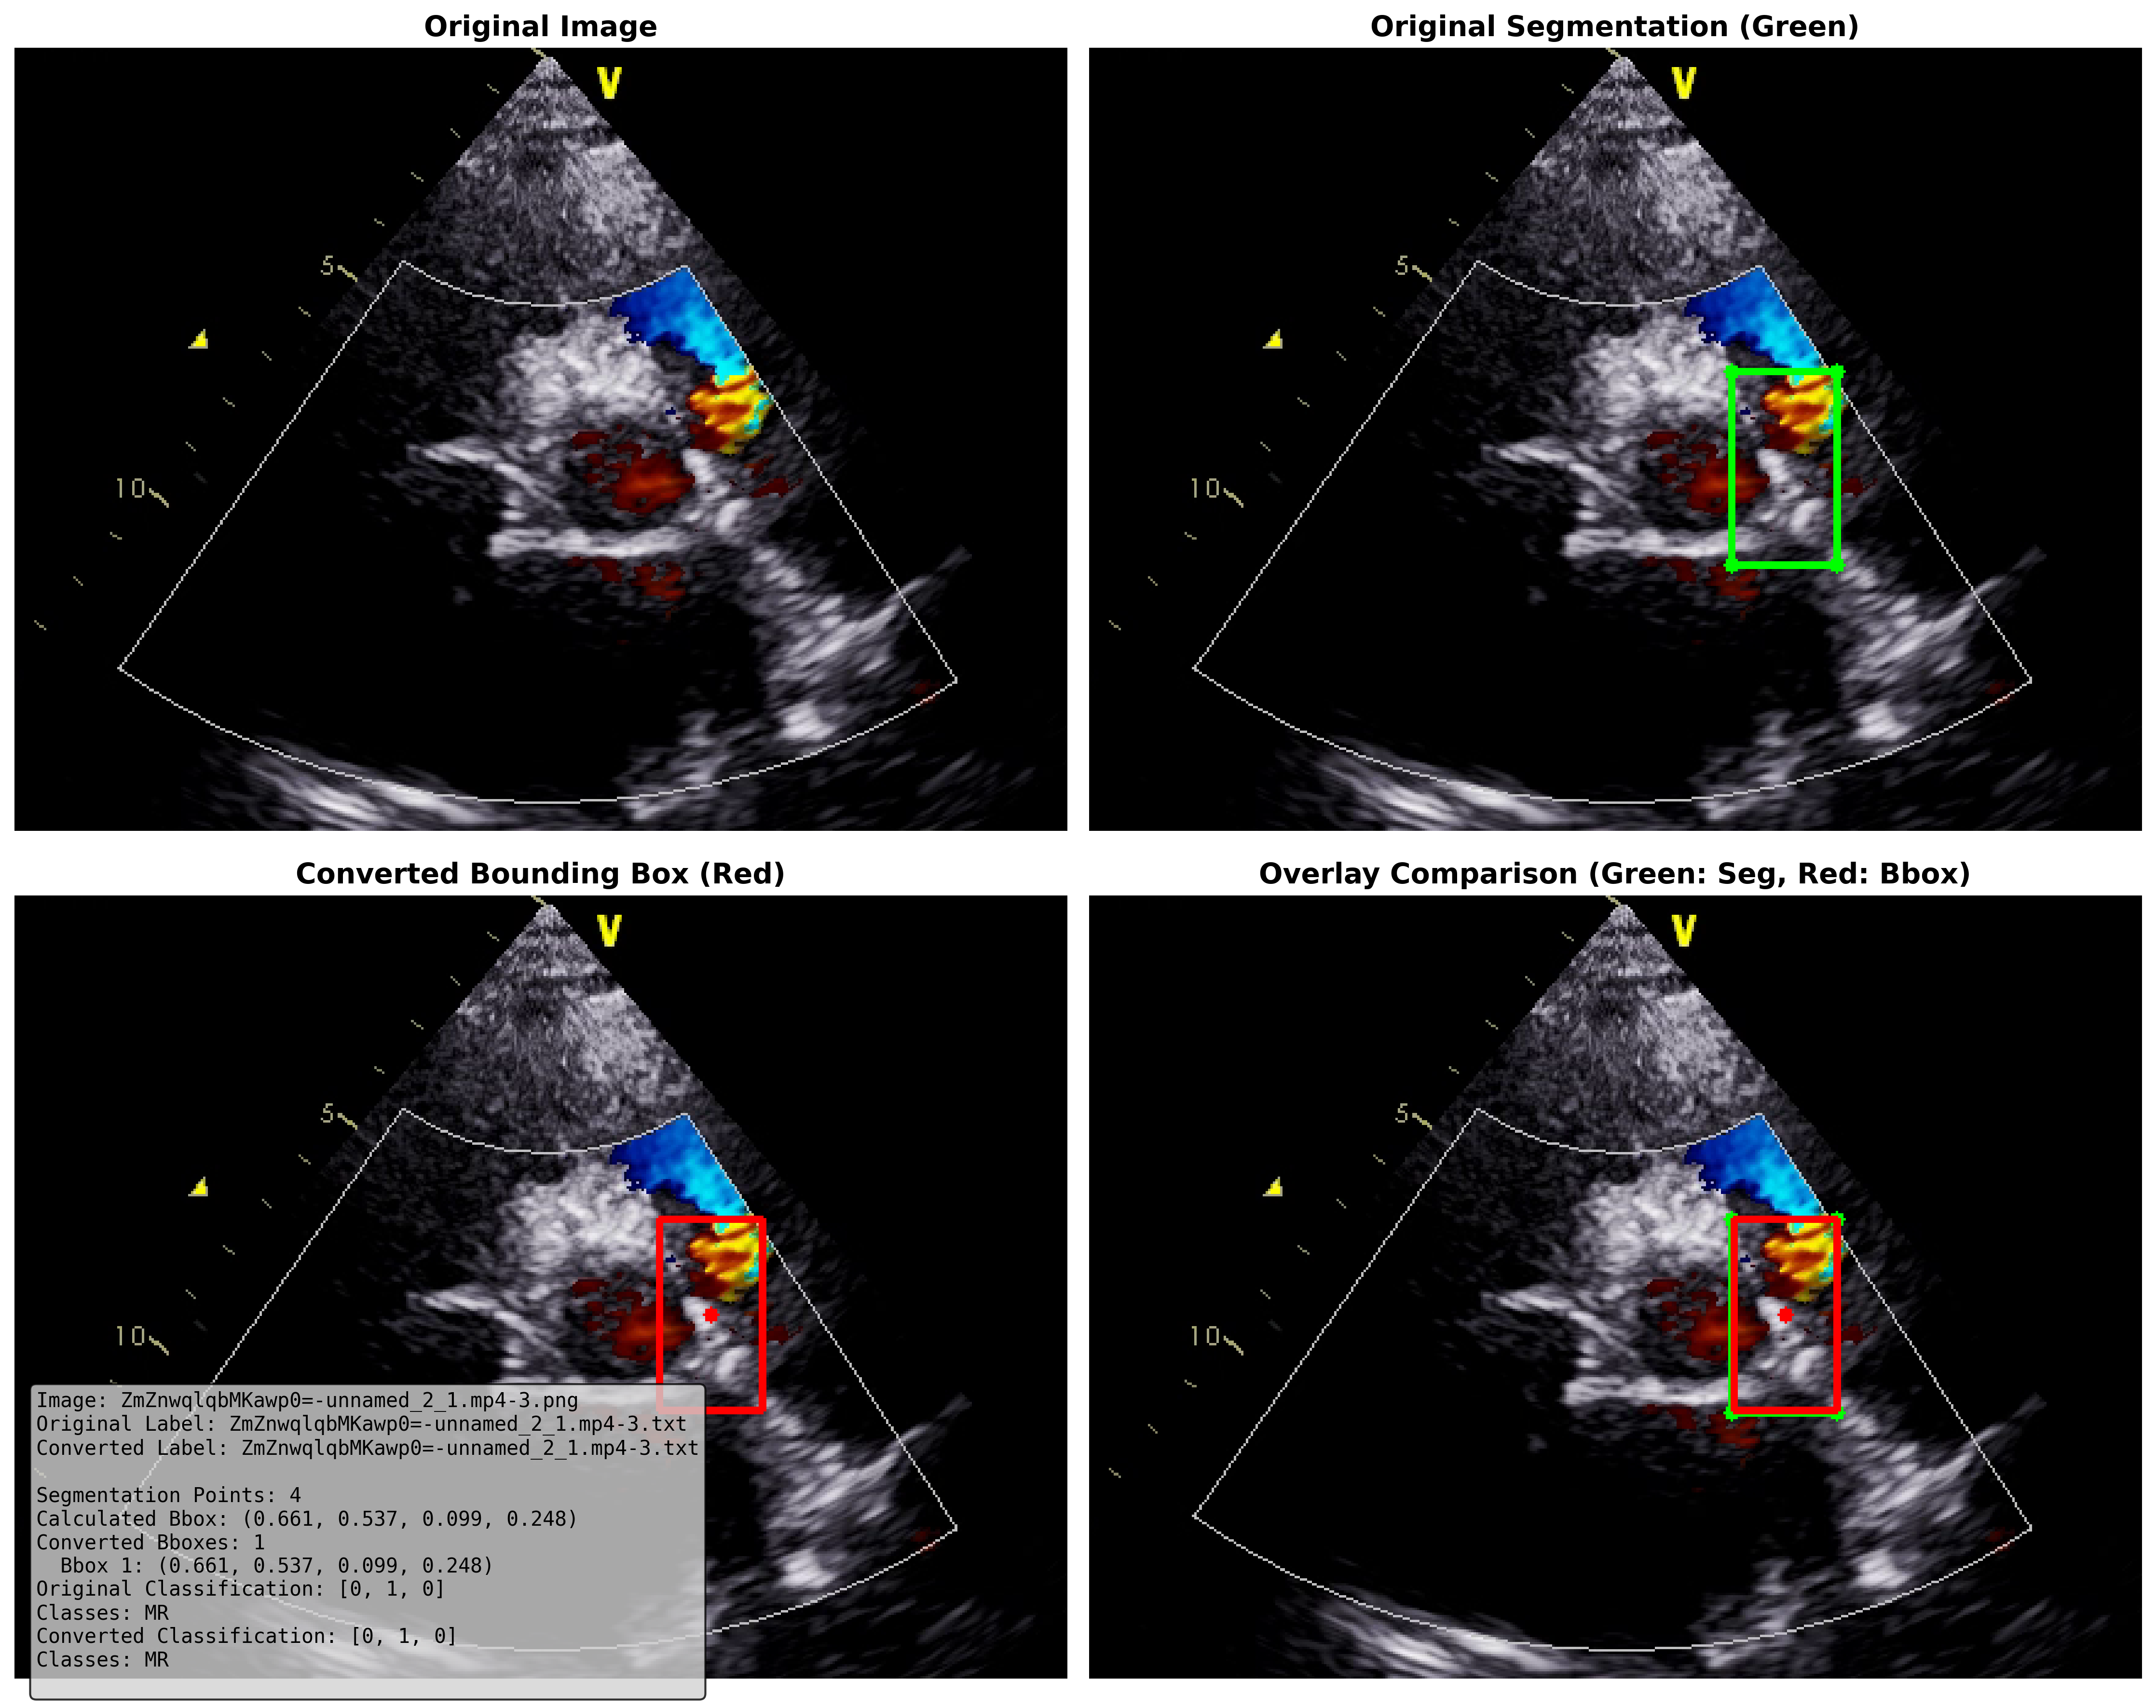 Original Image
Original Segmentation (Green)
V
5
10
V
5
10
Converted Bounding Box (Red)
Overlay Comparison (Green: Seg, Red: Bbox)
V
5
10
V
5
10
Image: ZmZnwqlqbMKawp0=-unnamed_2_1.mp4-3.png
Original Label: ZmZnwqlqbMKawp0=-unnamed_2_1.mp4-3.txt
Converted Label: ZmZnwqlqbMKawp0=-unnamed_2_1.mp4-3.txt
Segmentation Points: 4
Calculated Bbox: (0.661, 0.537, 0.099, 0.248)
Converted Bboxes: 1
Bbox 1: (0.661, 0.537, 0.099, 0.248)
Original Classification: [0, 1, 0]
Classes: MR
Converted Classification: [0, 1, 0]
Classes: MR